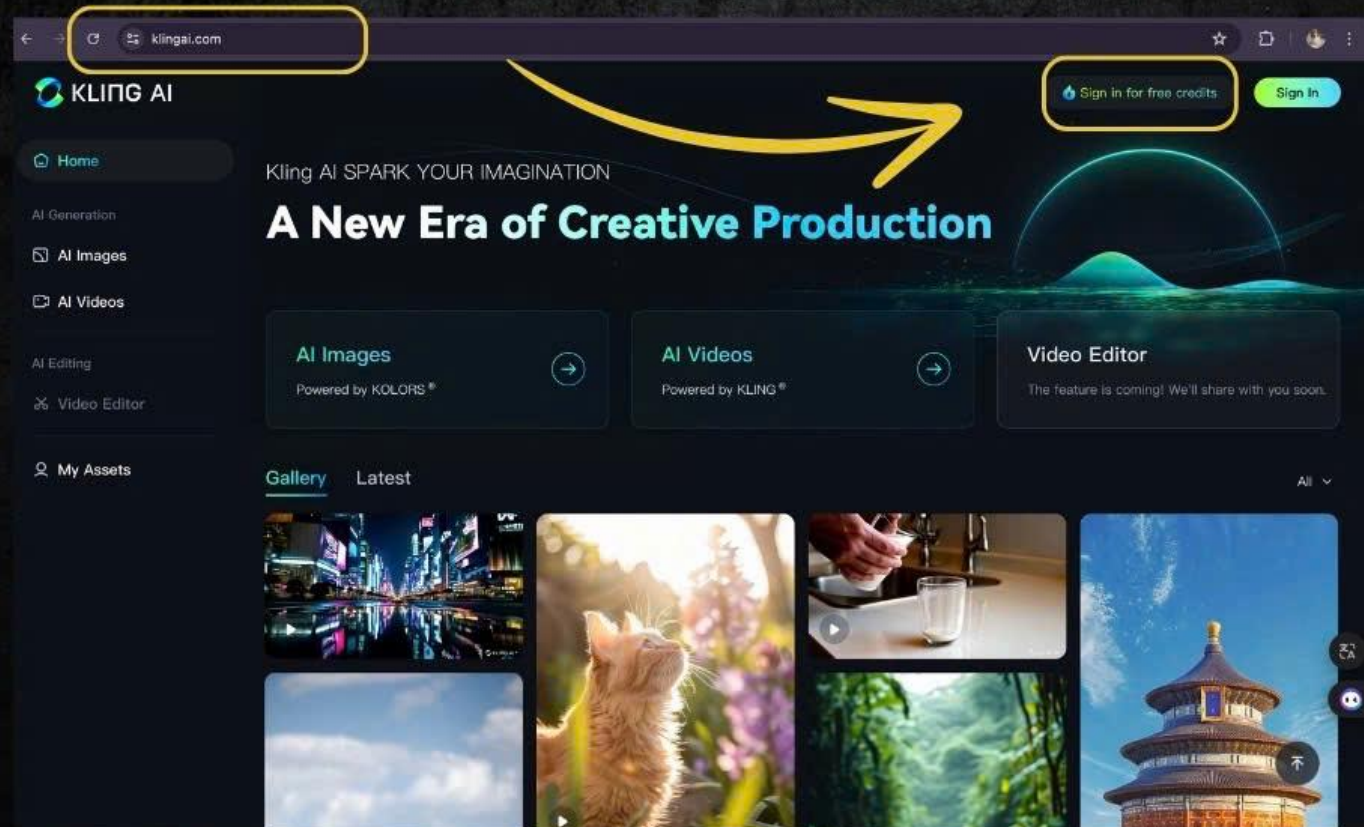 klingai.com
KLING AI
Sign in for free credits
Sign In
Home
Kling AI SPARK YOUR IMAGINATION
A New Era of Creative Production
AI Generation
AI Images
AI Videos
AI Editing
Video Editor
My Assets
AI Images
Powered by KOLORS®
AI Videos
Powered by KLING®
Video Editor
The feature is coming! We'll share with you soon.
Gallery
Latest
All